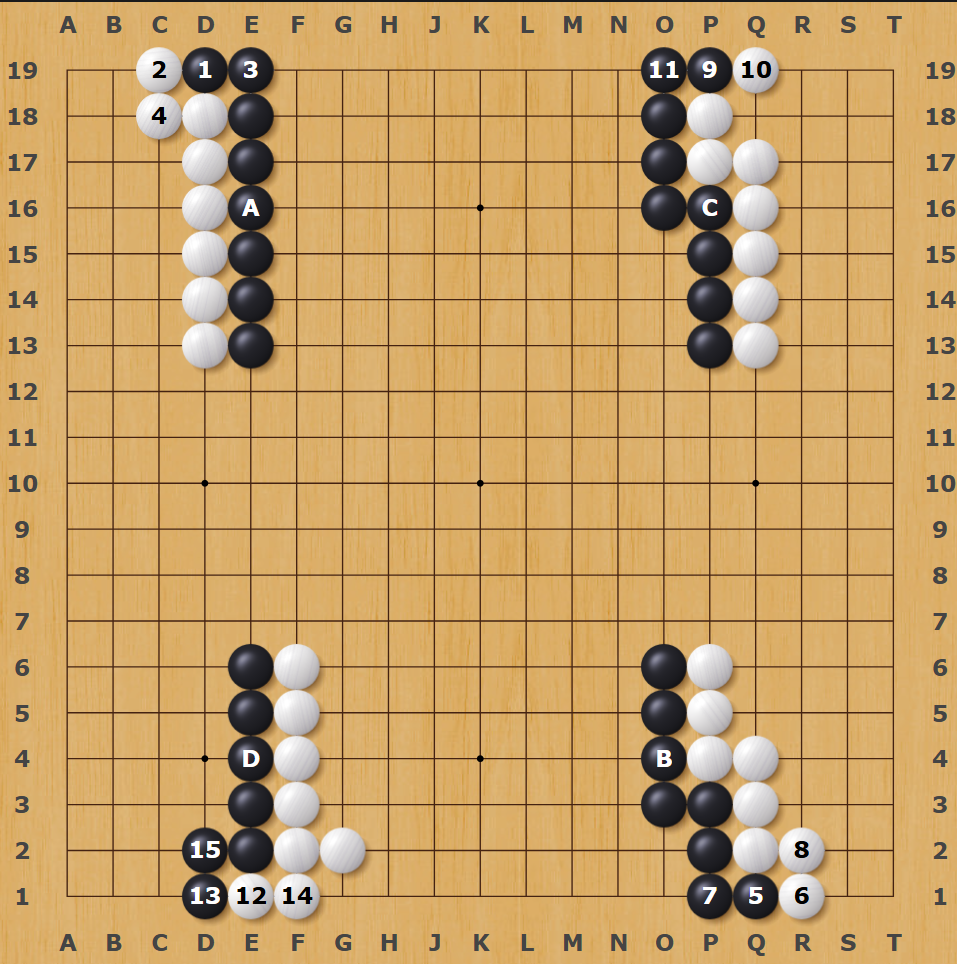 A B C D E F G H J K L M N O P Q R S T
19 2 1 3 11 9 10 19
18 4 18
17 17
16 A C 16
15 15
14 14
13 13
12 12
11 11
10 10
9 9
8 8
7 7
6 6
5 5
4 D B 4
3 3
2 15 8 2
1 13 12 14 7 5 6 1
A B C D E F G H J K L M N O P Q R S T